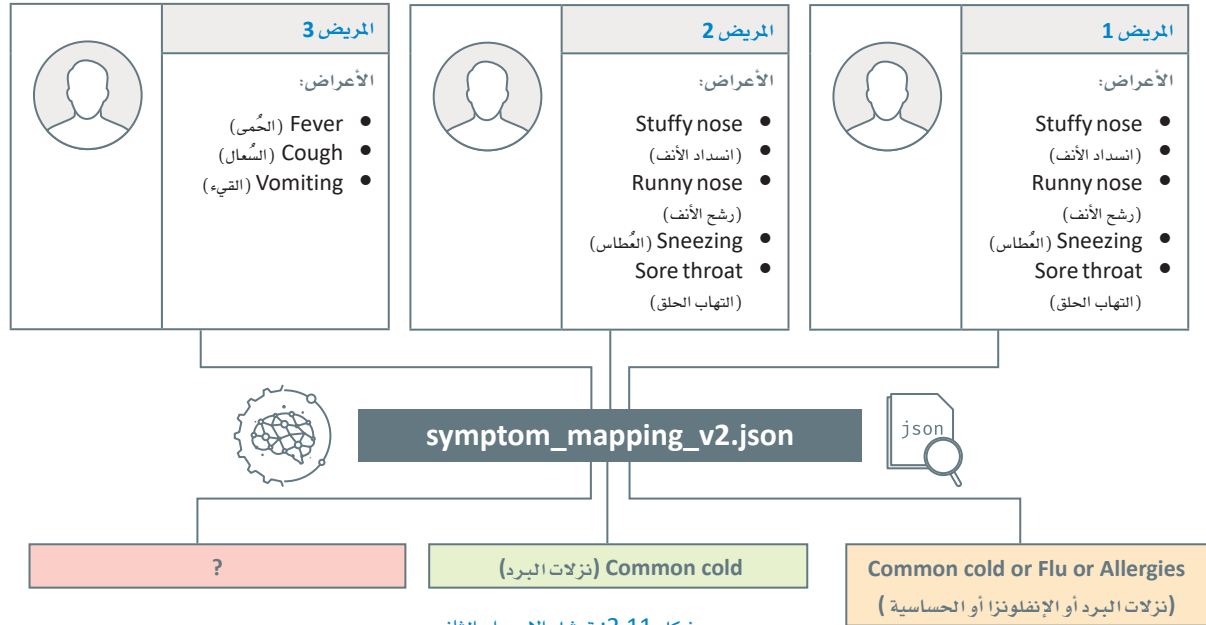 المريض 1
الأعراض:
Stuffy nose
(انسداد الأنف)
Runny nose
(رشح الأنف)
Sneezing (العُطاس)
Sore throat
(التهاب الحلق)
المريض 2
الأعراض:
Stuffy nose
(انسداد الأنف)
Runny nose
(رشح الأنف)
Sneezing (العُطاس)
Sore throat
(التهاب الحلق)
المريض 3
الأعراض:
Fever (الحُمى)
Cough (السُعال)
Vomiting (القيء)
json
symptom_mapping_v2.json
Common cold or Flu or Allergies
(نزلات البرد أو الإنفلونزا أو الحساسية )
Common cold (نزلات البرد)
?
2.11